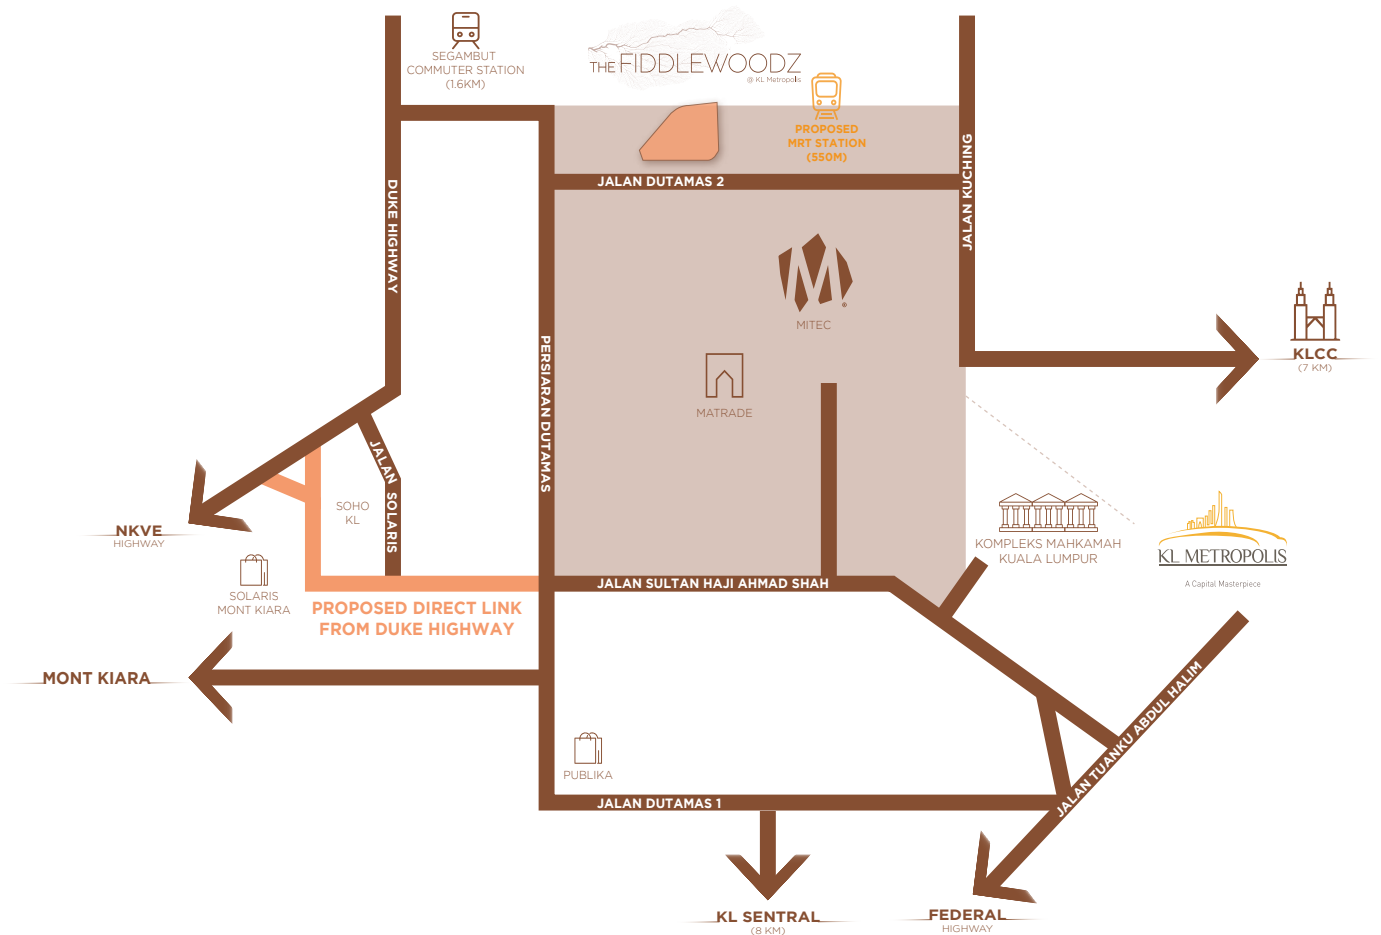 SEGAMBUT
COMMUTER STATION
(1.6KM)
THE FIDDLEWOODZ
@ KL Metropolis
PROPOSED
MRT STATION
(550M)
JALAN DUTAMAS 2
JALAN KUCHING
DUKE HIGHWAY
MITEC
®
KLCC
(7 KM)
PERSIARAN DUTAMAS
MATRADE
JALAN SOLARIS
SOHO
KL
NKVE
HIGHWAY
KOMPLEKS MAHKAMAH
KUALA LUMPUR
KL METROPOLIS
A Capital Masterpiece
SOLARIS
MONT KIARA
JALAN SULTAN HAJI AHMAD SHAH
PROPOSED DIRECT LINK
FROM DUKE HIGHWAY
MONT KIARA
JALAN TUANKU ABDUL HALIM
PUBLIKA
JALAN DUTAMAS 1
KL SENTRAL
(8 KM)
FEDERAL
HIGHWAY